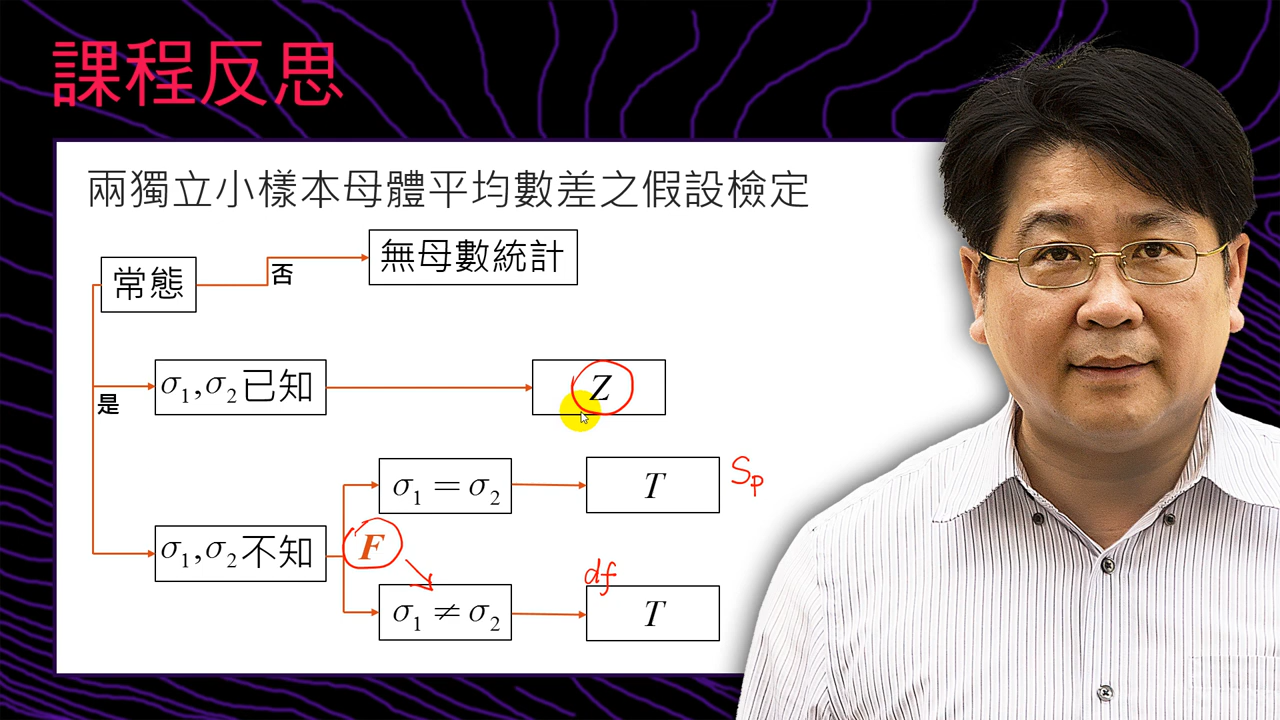 課程反思
兩獨立小樣本母體平均數差之假設檢定
常態
否
無母數統計
是
σ₁,σ₂已知
Z
σ₁,σ₂不知
F
σ₁ = σ₂
T
Sp
σ₁ ≠ σ₂
df
T